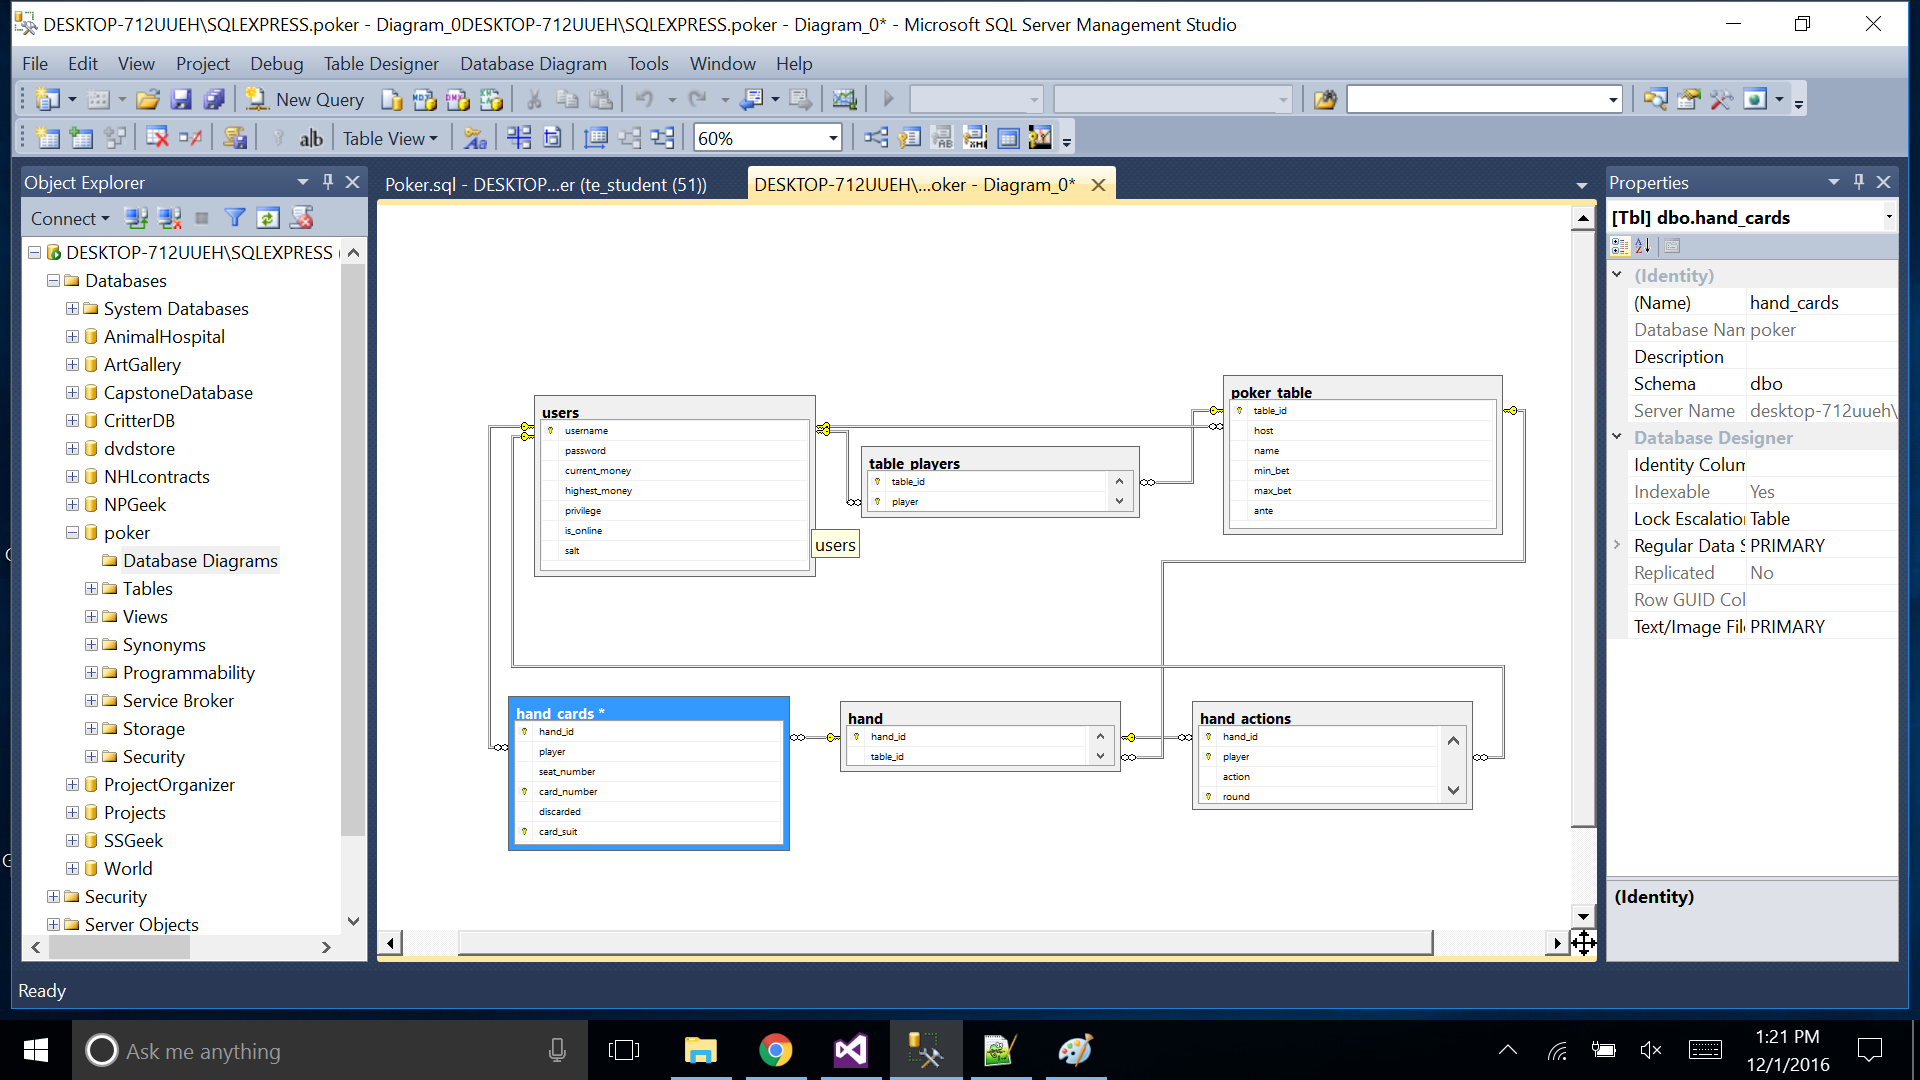 DESKTOP-712UUEH\SQLEXPRESS.poker - Diagram_0DESKTOP-712UUEH\SQLEXPRESS.poker - Diagram_0* - Microsoft SQL Server Management Studio
File Edit View Project Debug Table Designer Database Diagram Tools Window Help
New Query
ab Table View 60%
Object Explorer
Connect
DESKTOP-712UUEH\SQLEXPRESS (
Databases
System Databases
AnimalHospital
ArtGallery
CapstoneDatabase
CritterDB
dvdstore
NHLcontracts
NPGeek
poker
Database Diagrams
Tables
Views
Synonyms
Programmability
Service Broker
Storage
Security
ProjectOrganizer
Projects
SSGeek
World
Security
Server Objects
Poker.sql - DESKTOP...er (te_student (51))
DESKTOP-712UUEH\...oker - Diagram_0*
users
username
password
current_money
highest_money
privilege
is_online
salt
users
table_players
table_id
player
poker_table
table_id
host
name
min_bet
max_bet
ante
hand_cards *
hand_id
player
seat_number
card_number
discarded
card_suit
hand
hand_id
table_id
hand_actions
hand_id
player
action
round
Properties
[Tbl] dbo.hand_cards
(Identity)
(Name) hand_cards
Database Nam poker
Description
Schema dbo
Server Name desktop-712uueh\
Database Designer
Identity Colum
Indexable Yes
Lock Escalation Table
Regular Data S PRIMARY
Replicated No
Row GUID Col
Text/Image File PRIMARY
(Identity)
Ready
Ask me anything
1:21 PM
12/1/2016